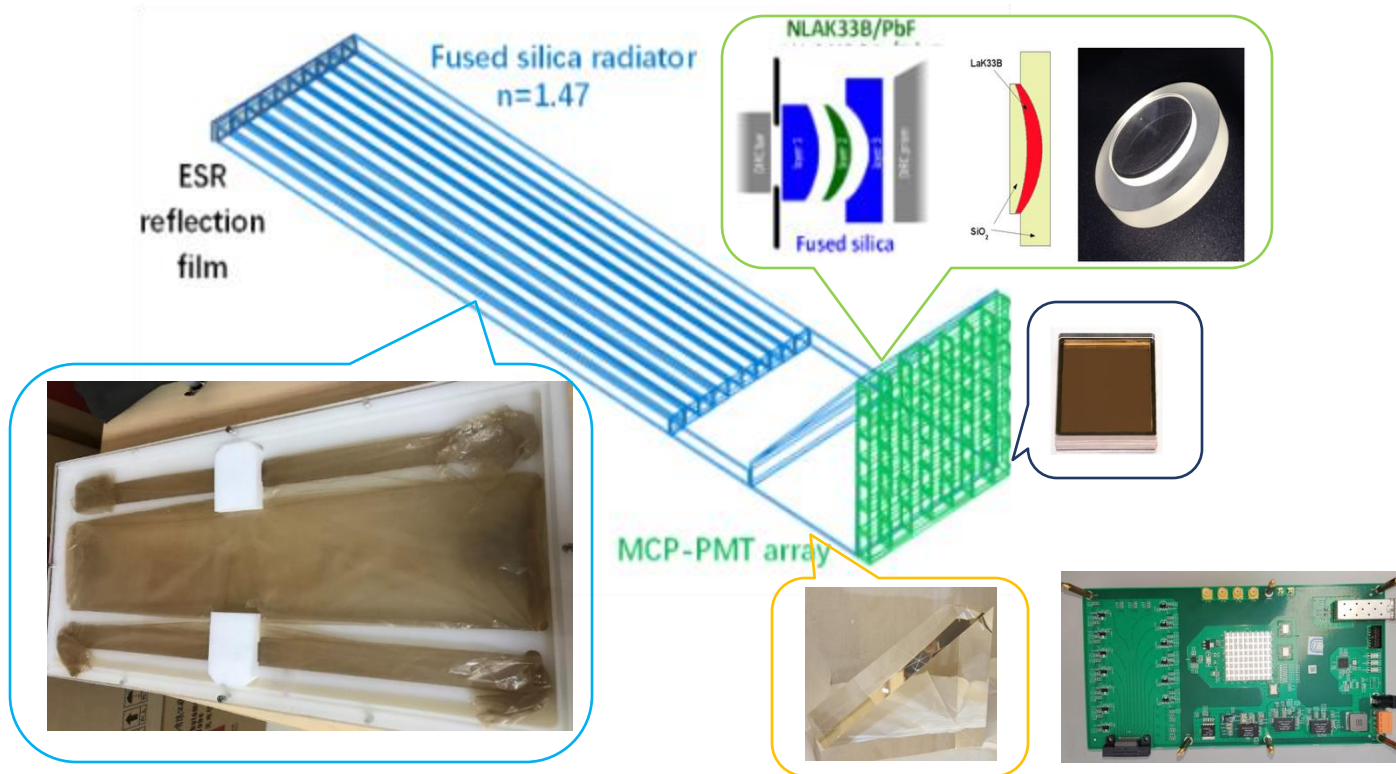 NLAK33B/PbF
Fused silica radiator
n=1.47
LaK33B
ESR
reflection
film
SiO2
Fused silica
MCP-PMT array